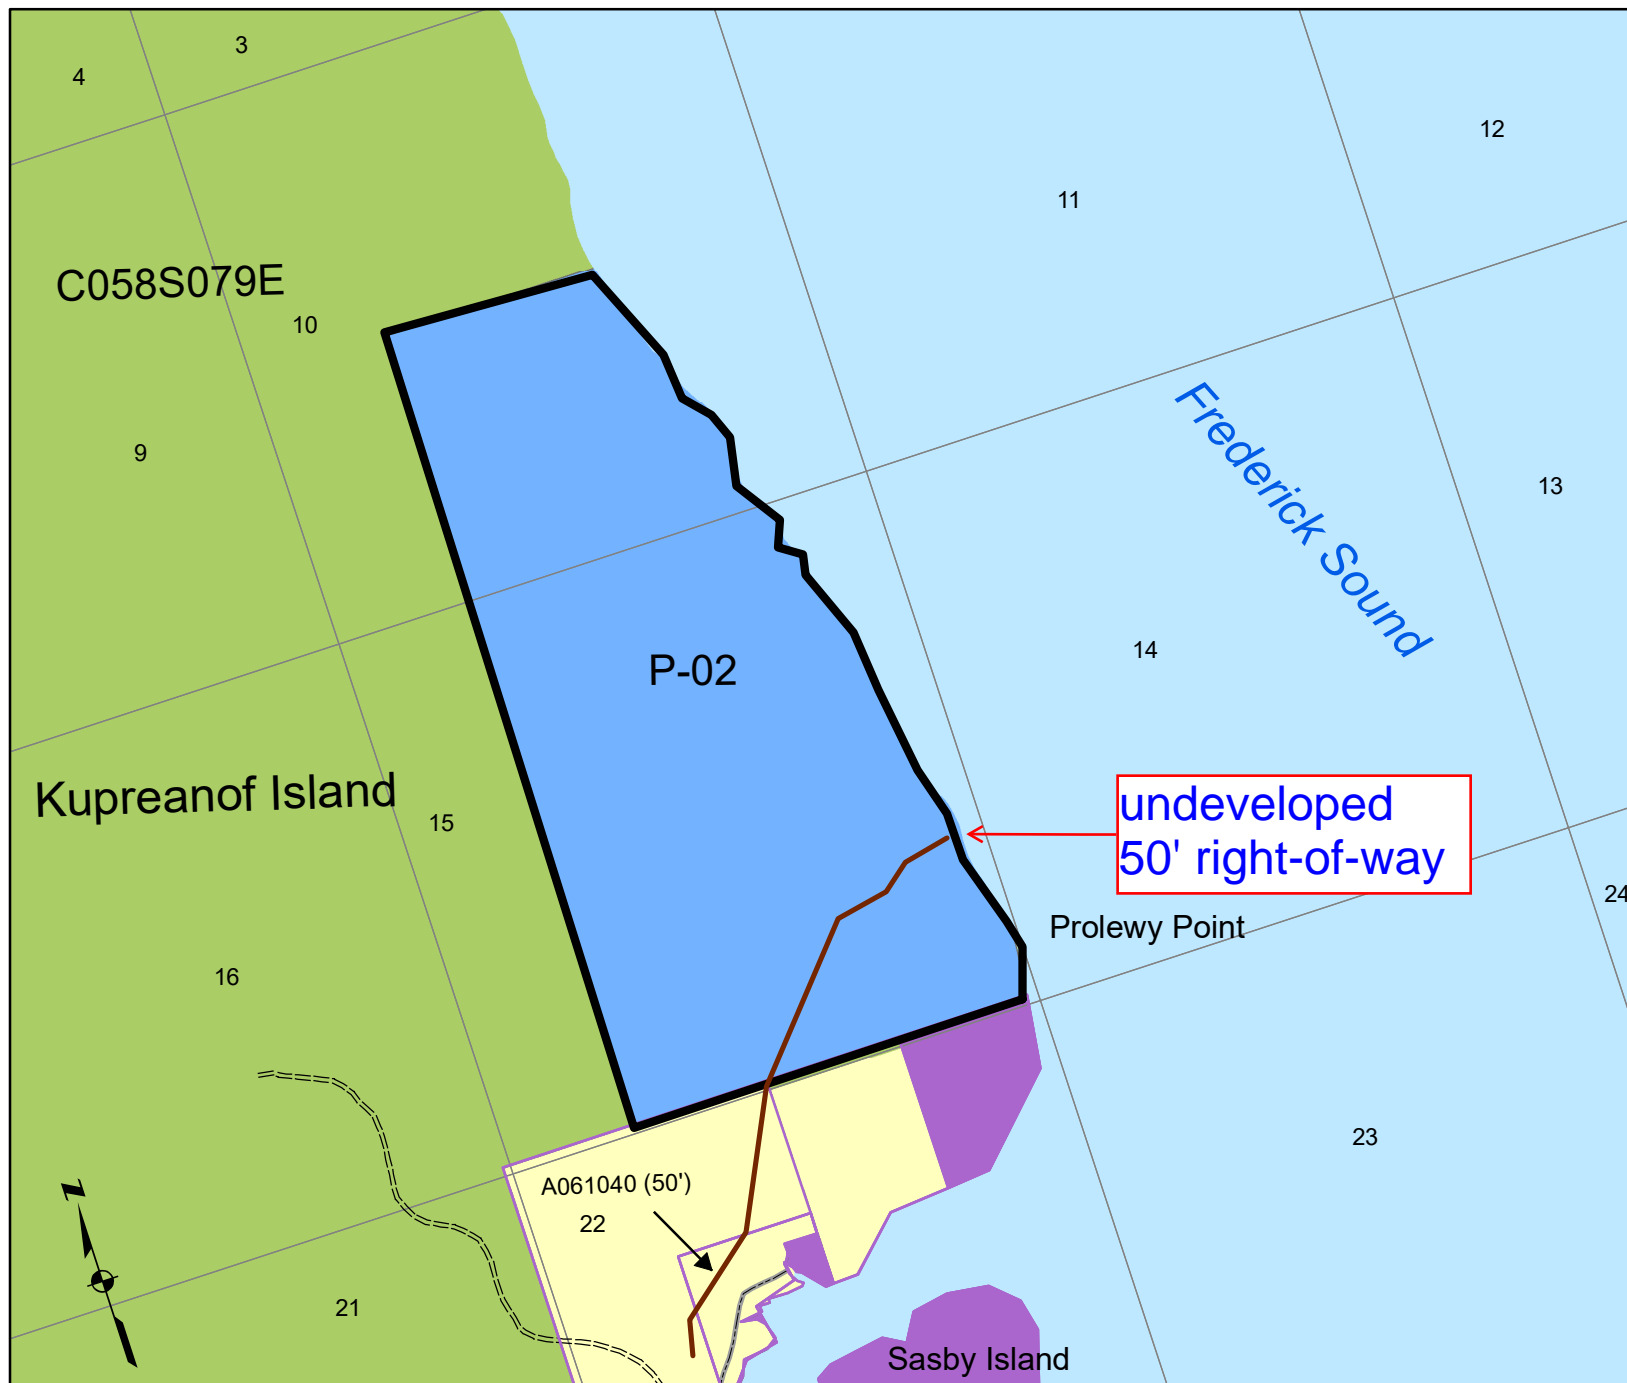 3
4
12
11
C058S079E
10
9
Frederick Sound
13
14
P-02
undeveloped
50' right-of-way
Kupreanof Island
15
24
Prolewy Point
16
23
A061040 (50')
22
N
21
Sasby Island